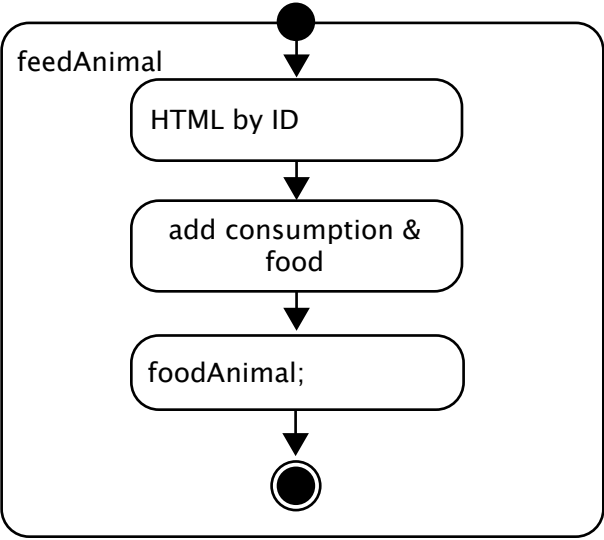 feedAnimal
HTML by ID
add consumption &
food
foodAnimal;